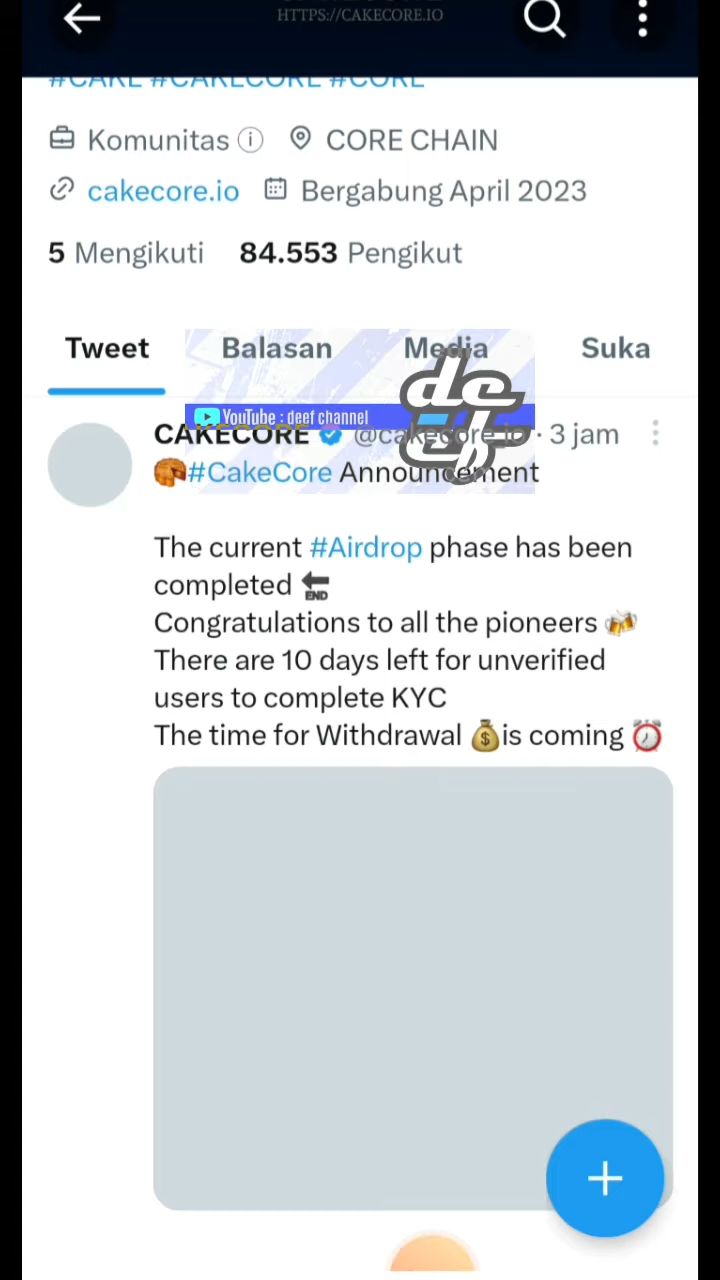 HTTPS://CAKECORE.IO
#CAKE #CAKECORE #CORE
Komunitas CORE CHAIN
cakecore.io Bergabung April 2023
5 Mengikuti 84.553 Pengikut
Tweet Balasan Media Suka
YouTube : deef channel
CAKECORE @cakecore.io · 3 jam
🥮#CakeCore Announcement
The current #Airdrop phase has been
completed 🔚
Congratulations to all the pioneers 🍻
There are 10 days left for unverified
users to complete KYC
The time for Withdrawal 💰is coming ⏰